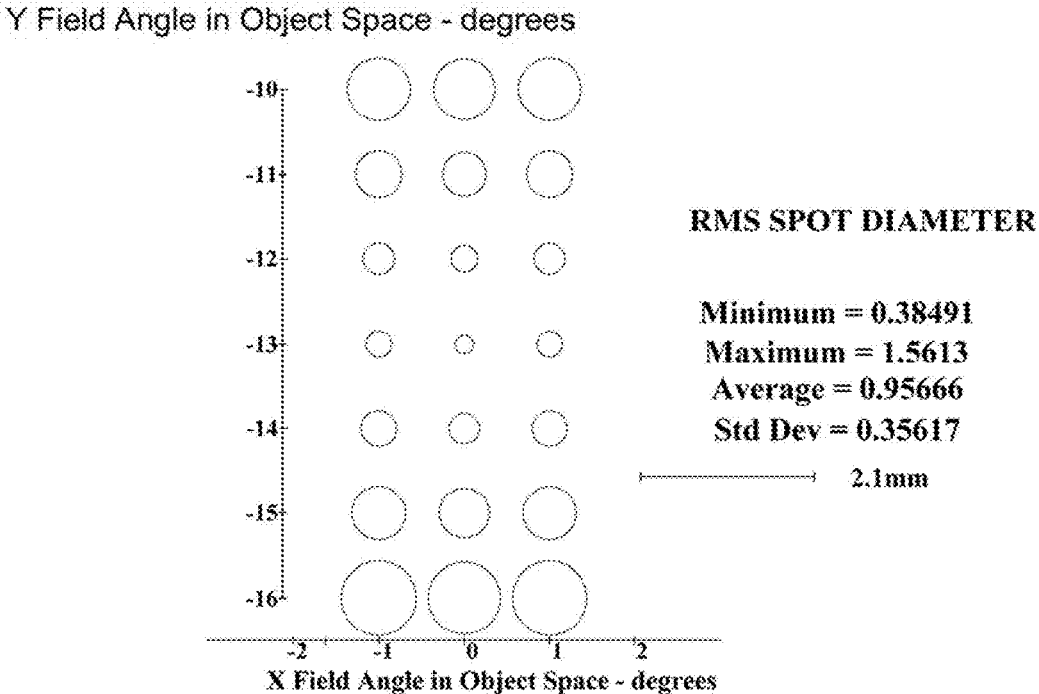 Y Field Angle in Object Space - degrees
-10
-11
-12
RMS SPOT DIAMETER
Minimum = 0.38491
-13
Maximum = 1.5613
Average = 0.95666
-14
Std Dev = 0.35617
2.1mm
-15
-16
-2 -1 0 1 2
X Field Angle in Object Space - degrees